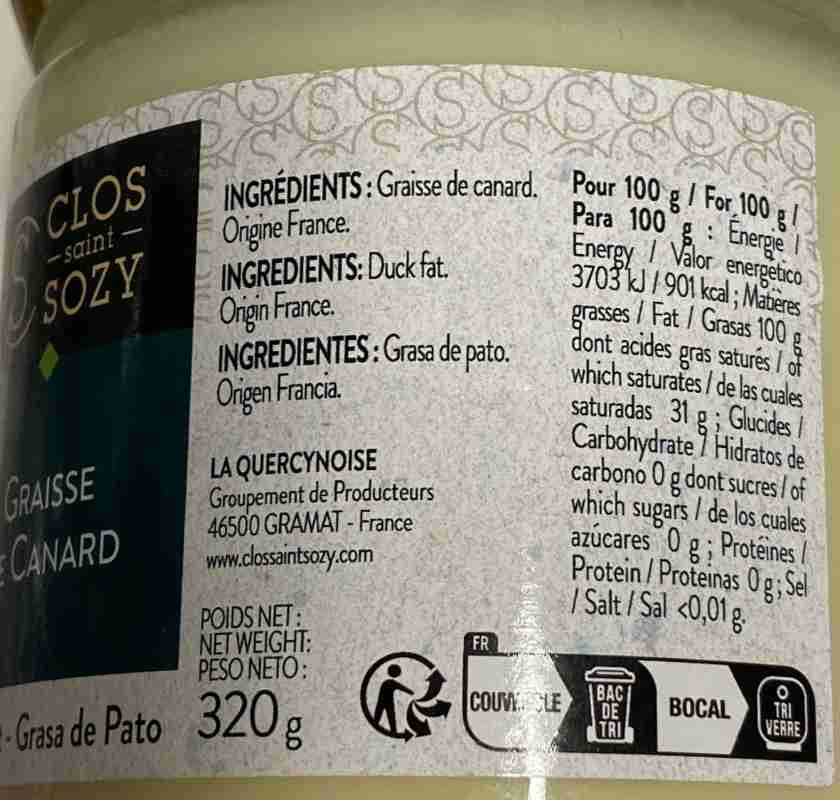 CLOS
saint
SOZY
GRAISSE
CANARD
- Grasa de Pato
INGRÉDIENTS : Graisse de canard.
Origine France.
INGREDIENTS: Duck fat.
Origin France.
INGREDIENTES : Grasa de pato.
Origen Francia.
LA QUERCYNOISE
Groupement de Producteurs
46500 GRAMAT - France
www.clossaintsozy.com
POIDS NET :
NET WEIGHT:
PESO NETO :
320 g
Pour 100 g / For 100 g /
Para 100 g : Énergie /
Energy / Valor energético
3703 kJ / 901 kcal ; Matières
grasses / Fat / Grasas 100 g
dont acides gras saturés / of
which saturates / de las cuales
saturadas 31 g ; Glucides /
Carbohydrate / Hidratos de
carbono 0 g dont sucres / of
which sugars / de los cuales
azúcares 0 g ; Protéines /
Protein / Proteinas 0 g ; Sel
/ Salt / Sal <0,01 g.
FR
BAC
DE
TRI
BOCAL
TRI
VERRE